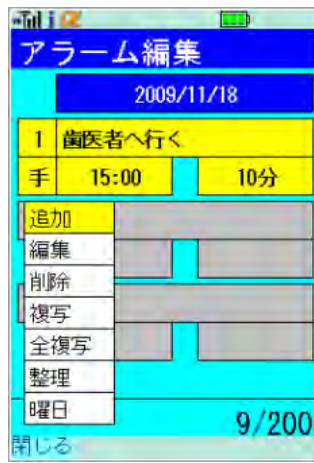 アラーム編集
2009/11/18
1 歯医者へ行く
手 15:00 10分
追加
編集
削除
複写
全複写
整理
曜日
9/200
閉じる